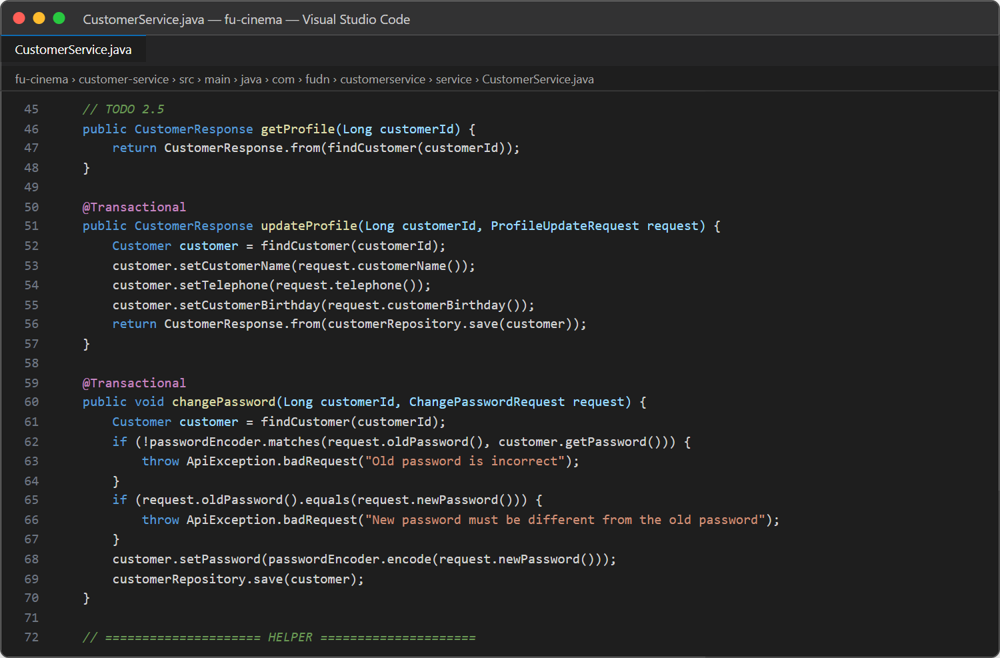 CustomerService.java — fu-cinema — Visual Studio Code
CustomerService.java
fu-cinema › customer-service › src › main › java › com › fudn › customerservice › service › CustomerService.java
45 // TODO 2.5
46 public CustomerResponse getProfile(Long customerId) {
47 return CustomerResponse.from(findCustomer(customerId));
48 }
49
50 @Transactional
51 public CustomerResponse updateProfile(Long customerId, ProfileUpdateRequest request) {
52 Customer customer = findCustomer(customerId);
53 customer.setCustomerName(request.customerName());
54 customer.setTelephone(request.telephone());
55 customer.setCustomerBirthday(request.customerBirthday());
56 return CustomerResponse.from(customerRepository.save(customer));
57 }
58
59 @Transactional
60 public void changePassword(Long customerId, ChangePasswordRequest request) {
61 Customer customer = findCustomer(customerId);
62 if (!passwordEncoder.matches(request.oldPassword(), customer.getPassword())) {
63 throw ApiException.badRequest("Old password is incorrect");
64 }
65 if (request.oldPassword().equals(request.newPassword())) {
66 throw ApiException.badRequest("New password must be different from the old password");
67 }
68 customer.setPassword(passwordEncoder.encode(request.newPassword()));
69 customerRepository.save(customer);
70 }
71
72 // ===================== HELPER =====================